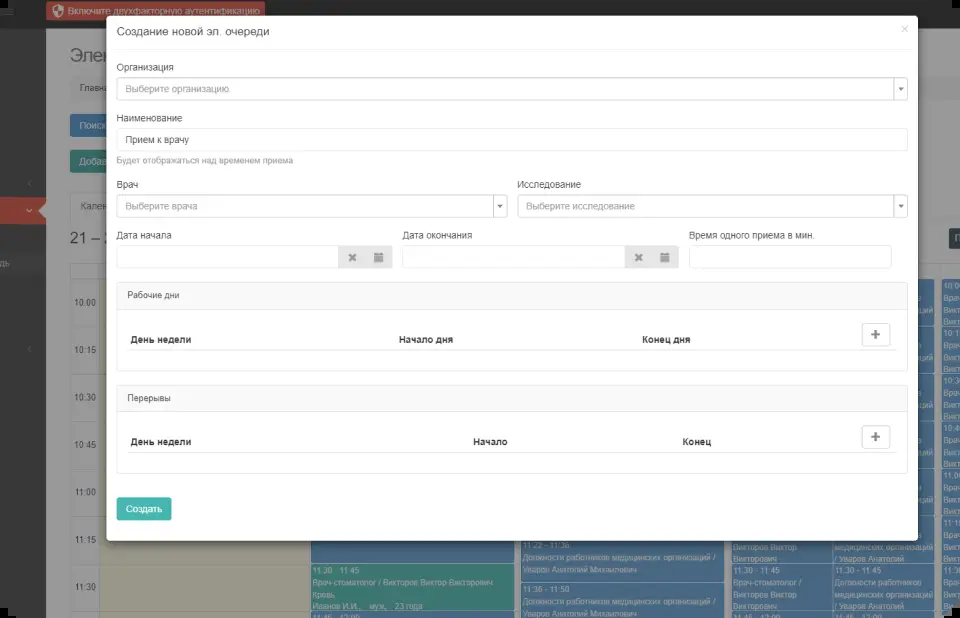 Включите двухфакторную аутентификацию
Создание новой эл. очереди
×
Организация
Выберите организацию
Наименование
Прием к врачу
Будет отображаться над временем приема
Врач
Исследование
Выберите врача
Выберите исследование
Дата начала
Дата окончания
Время одного приема в мин.
Рабочие дни
День недели
Начало дня
Конец дня
+
Перерывы
День недели
Начало
Конец
+
Создать
21 –
10:00
10:15
10:30
10:45
11:00
11:15
11:30
11:22 - 11:36
Должности работников медицинских организаций /
Уваров Анатолий Михайлович
11:36 - 11:50
Должности работников медицинских организаций /
Уваров Анатолий Михайлович
11:30 - 11:45
Врач-стоматолог / Викторов Виктор Викторович
Кровь
Иванов И.И., муж, 23 года
11:45 - 12:00
Викторов Виктор
Викторович
11:30 - 11:45
Врач-стоматолог /
Викторов Виктор
Викторович
медицинских организаций
/ Уваров Анатолий
11:30 - 11:45
Должности работников
медицинских организаций
/ Уваров Анатолий